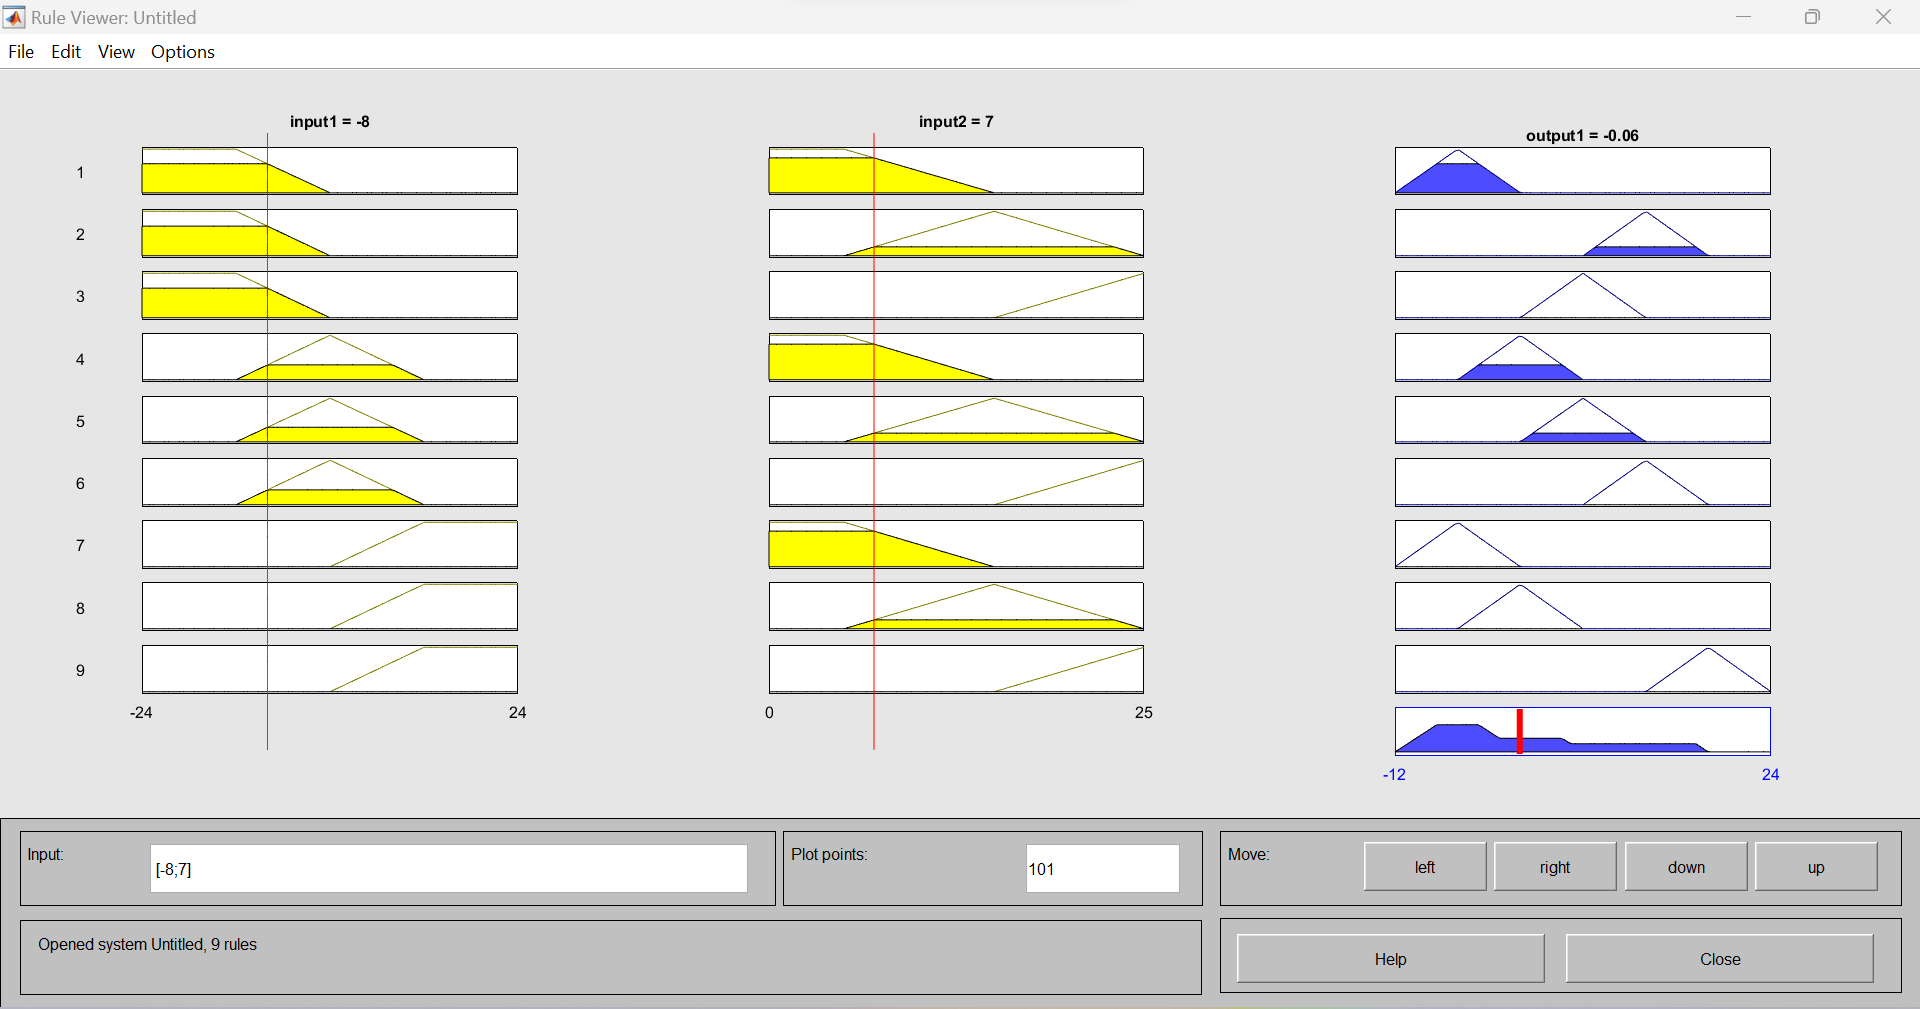 Rule Viewer: Untitled
File Edit View Options
input1 = -8
input2 = 7
output1 = -0.06
1
2
3
4
5
6
7
8
9
-24
24
0
25
-12
24
Input:
[-8;7]
Plot points:
101
Move:
left
right
down
up
Opened system Untitled, 9 rules
Help
Close